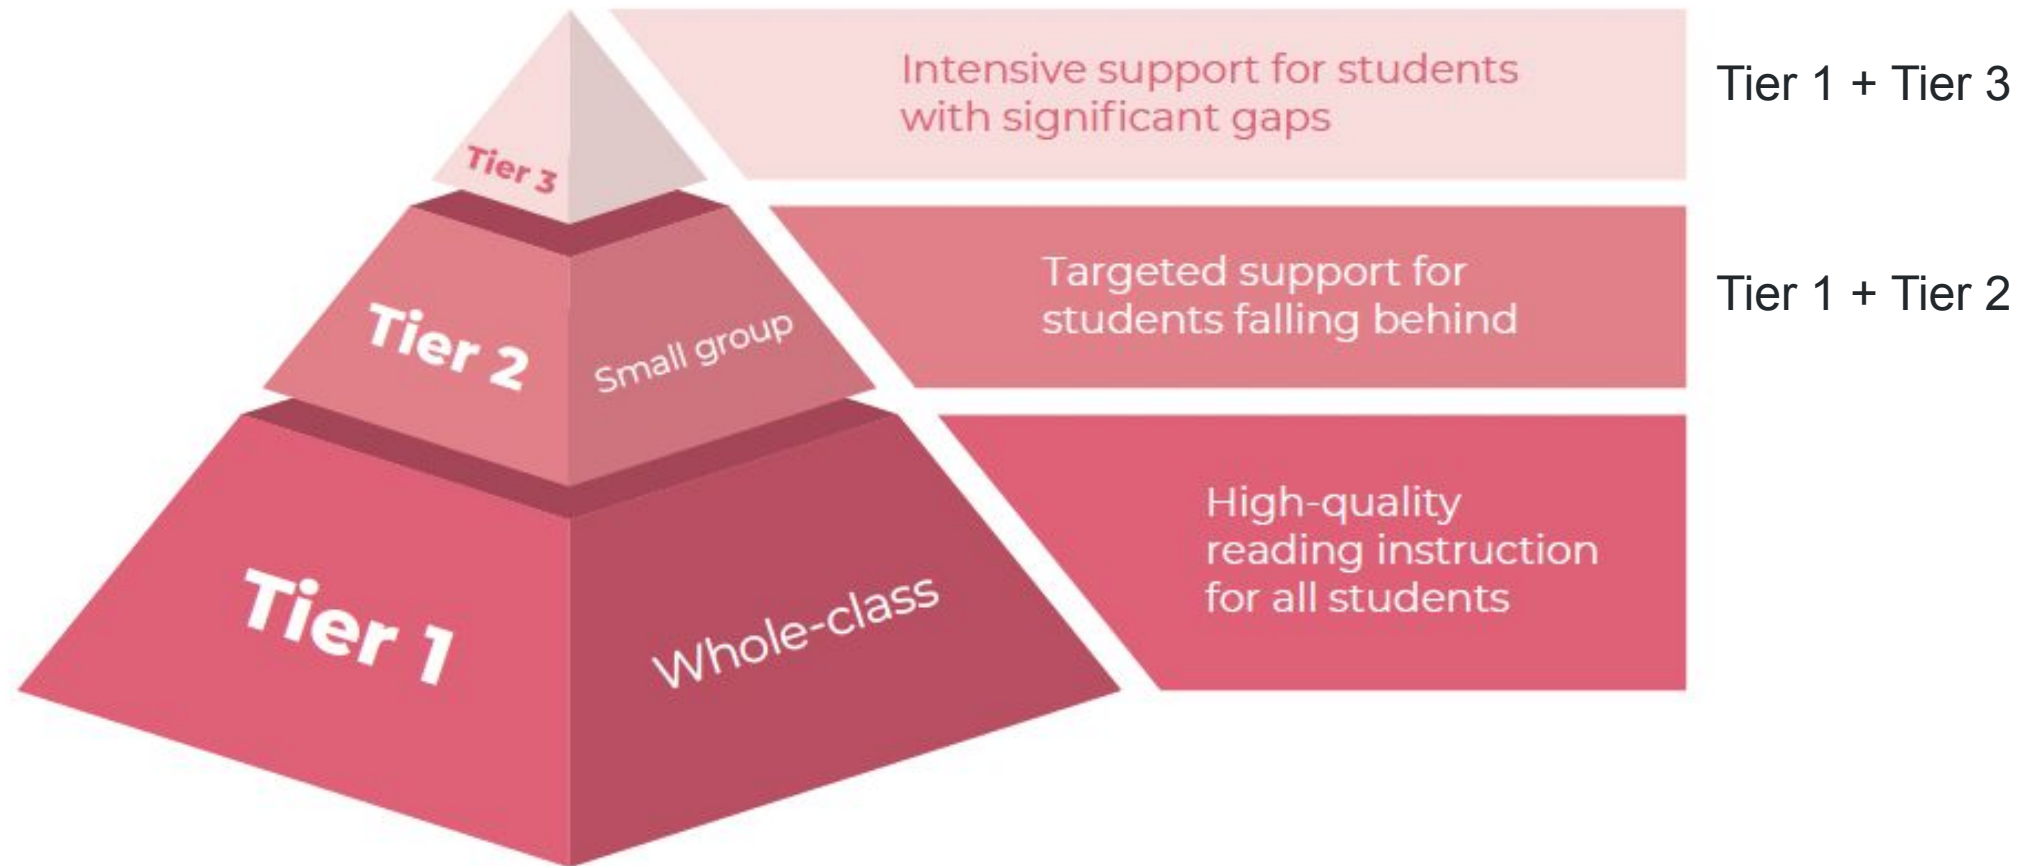 Tier 3
Intensive support for students
with significant gaps
Tier 1 + Tier 3
Tier 2
Small group
Targeted support for
students falling behind
Tier 1 + Tier 2
Tier 1
Whole-class
High-quality
reading instruction
for all students